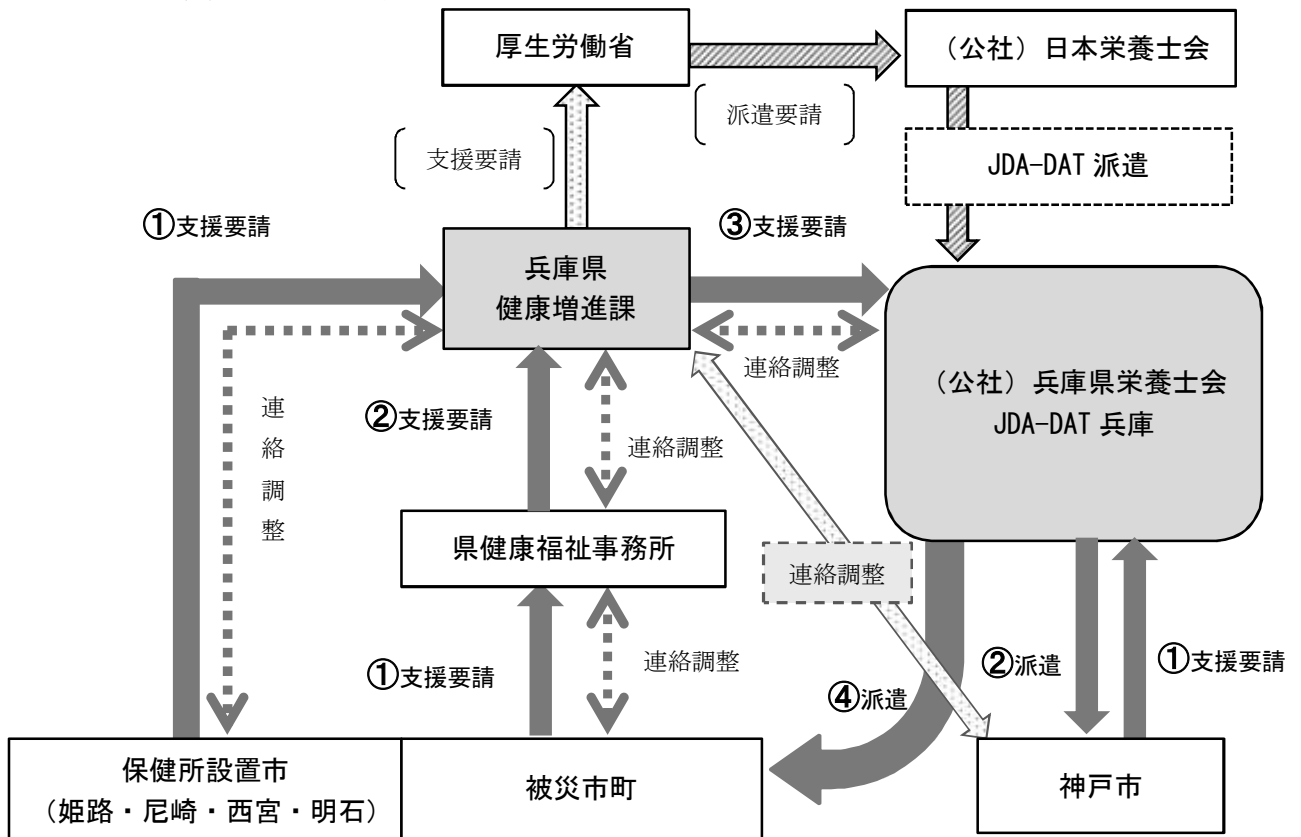 厚生労働省
(公社)日本栄養士会
派遣要請
支援要請
JDA-DAT 派遣
①支援要請
③支援要請
兵庫県
健康増進課
連絡調整
(公社)兵庫県栄養士会
JDA-DAT 兵庫
連絡調整
②支援要請
連絡調整
県健康福祉事務所
連絡調整
①支援要請
連絡調整
②派遣
①支援要請
④派遣
保健所設置市
(姫路・尼崎・西宮・明石)
被災市町
神戸市